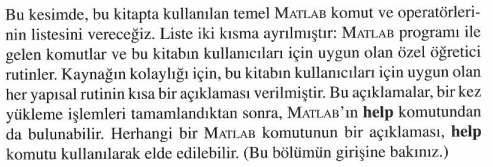 Bu kesimde, bu kitapta kullanılan temel MATLAB komut ve operatörleri-
nin listesini vereceğiz. Liste iki kısma ayrılmıştır: MATLAB programı ile
gelen komutlar ve bu kitabın kullanıcıları için uygun olan özel öğretici
rutinler. Kaynağın kolaylığı için, bu kitabın kullanıcıları için uygun olan
her yapısal rutinin kısa bir açıklaması verilmiştir. Bu açıklamalar, bir kez
yükleme işlemleri tamamlandıktan sonra, MATLAB'ın help komutundan
da bulunabilir. Herhangi bir MATLAB komutunun bir açıklaması, help
komutu kullanılarak elde edilebilir. (Bu bölümün girişine bakınız.)